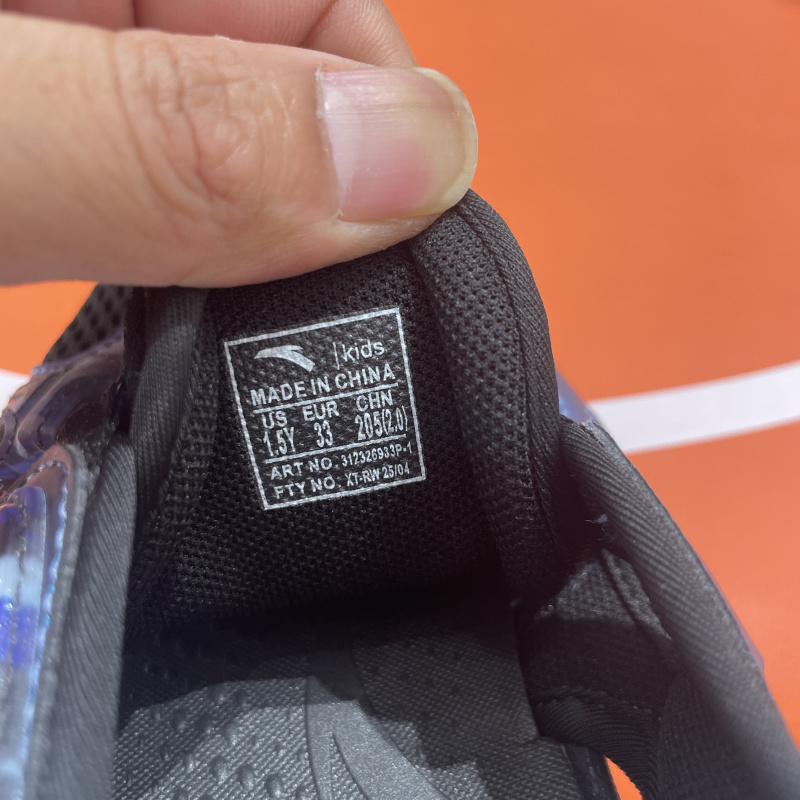 kids
MADE IN CHINA
US EUR CHN
1.5Y 33 205(2.0)
ART NO: 312326933P-1
FTY NO: XT-RW 25/04